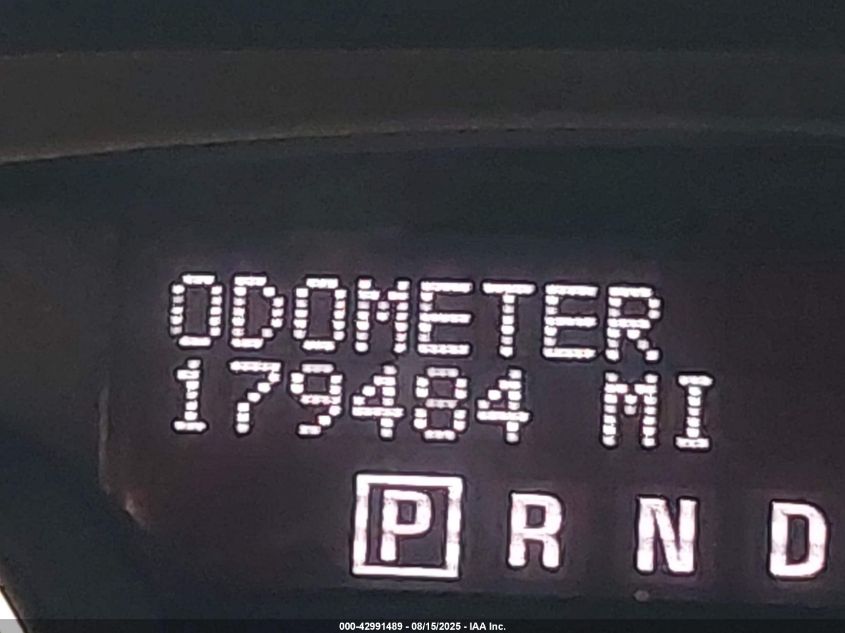 ODOMETER
179484 MI
P R N D
000-42991489 - 08/15/2025 - IAA Inc.